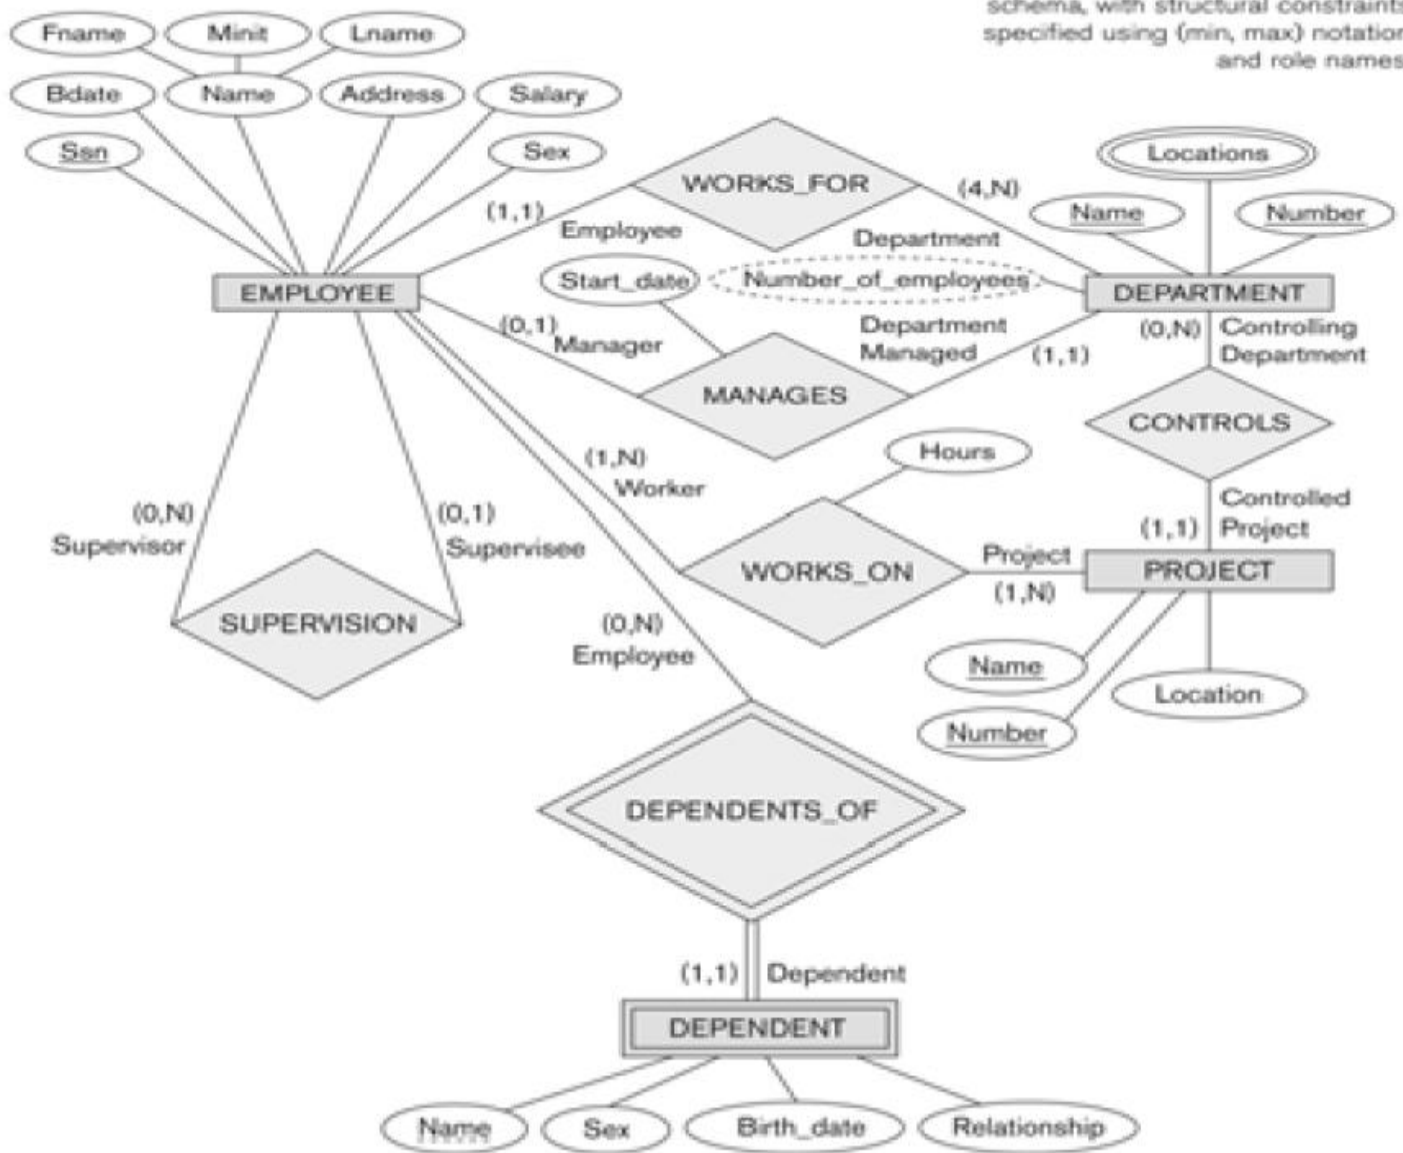 schema, with structural constraints
specified using (min, max) notation
and role names
Fname
Minit
Lname
Bdate
Name
Address
Salary
Ssn
Sex
WORKS_FOR
Locations
(1,1)
Employee
(4,N)
Department
Name
Number
Start_date
Number_of_employees
EMPLOYEE
DEPARTMENT
(0,1)
Manager
Department
Managed
(1,1)
(0,N)
Controlling
Department
MANAGES
CONTROLS
Hours
(1,N)
Worker
(0,N)
Supervisor
(0,1)
Supervisee
Controlled
Project
(1,1)
WORKS_ON
Project
(1,N)
PROJECT
SUPERVISION
(0,N)
Employee
Name
Location
Number
DEPENDENTS_OF
(1,1)
Dependent
DEPENDENT
Name
Sex
Birth_date
Relationship